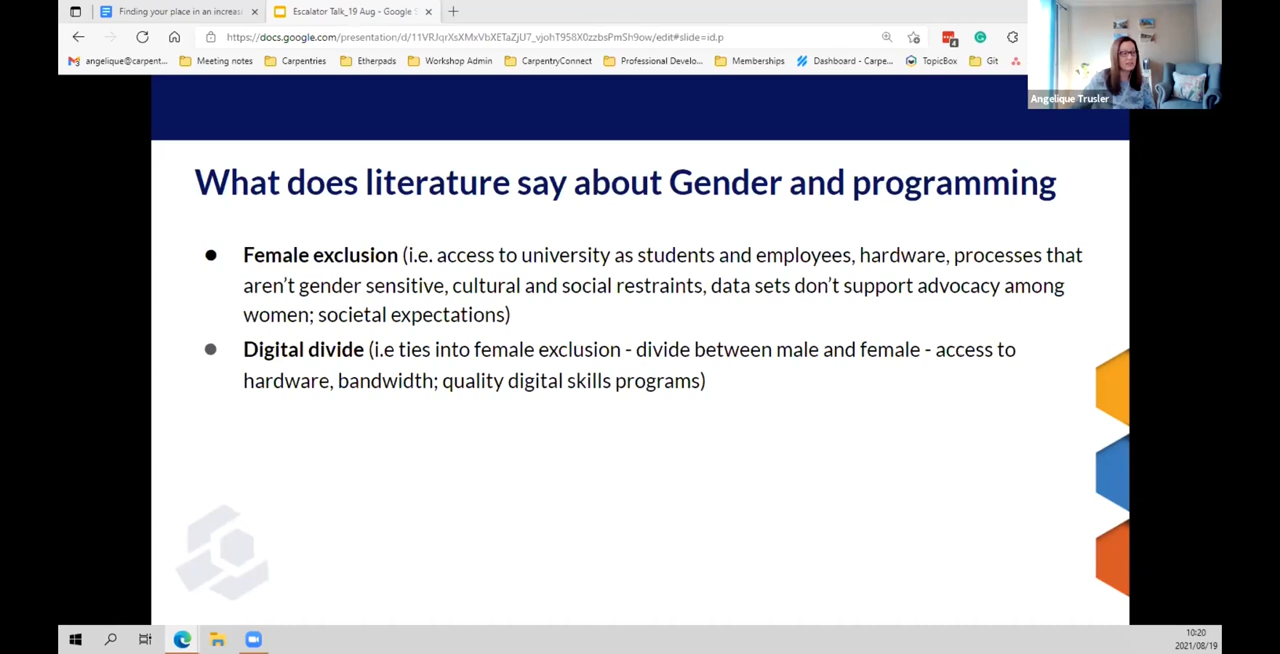 Finding your place in an increas
Escalator Talk_19 Aug - Google S
https://docs.google.com/presentation/d/11VRJqrXsXMxVbXETaZjU7_vjohT958X0zzbsPmSh9ow/edit#slide=id.p
4
angelique@carpent...
Meeting notes
Carpentries
Etherpads
Workshop Admin
CarpentryConnect
Professional Develo...
Memberships
Dashboard - Carpe...
TopicBox
Git
Angelique Trusler
What does literature say about Gender and programming
● Female exclusion (i.e. access to university as students and employees, hardware, processes that
aren’t gender sensitive, cultural and social restraints, data sets don’t support advocacy among
women; societal expectations)
● Digital divide (i.e ties into female exclusion - divide between male and female - access to
hardware, bandwidth; quality digital skills programs)
10:20
2021/08/19